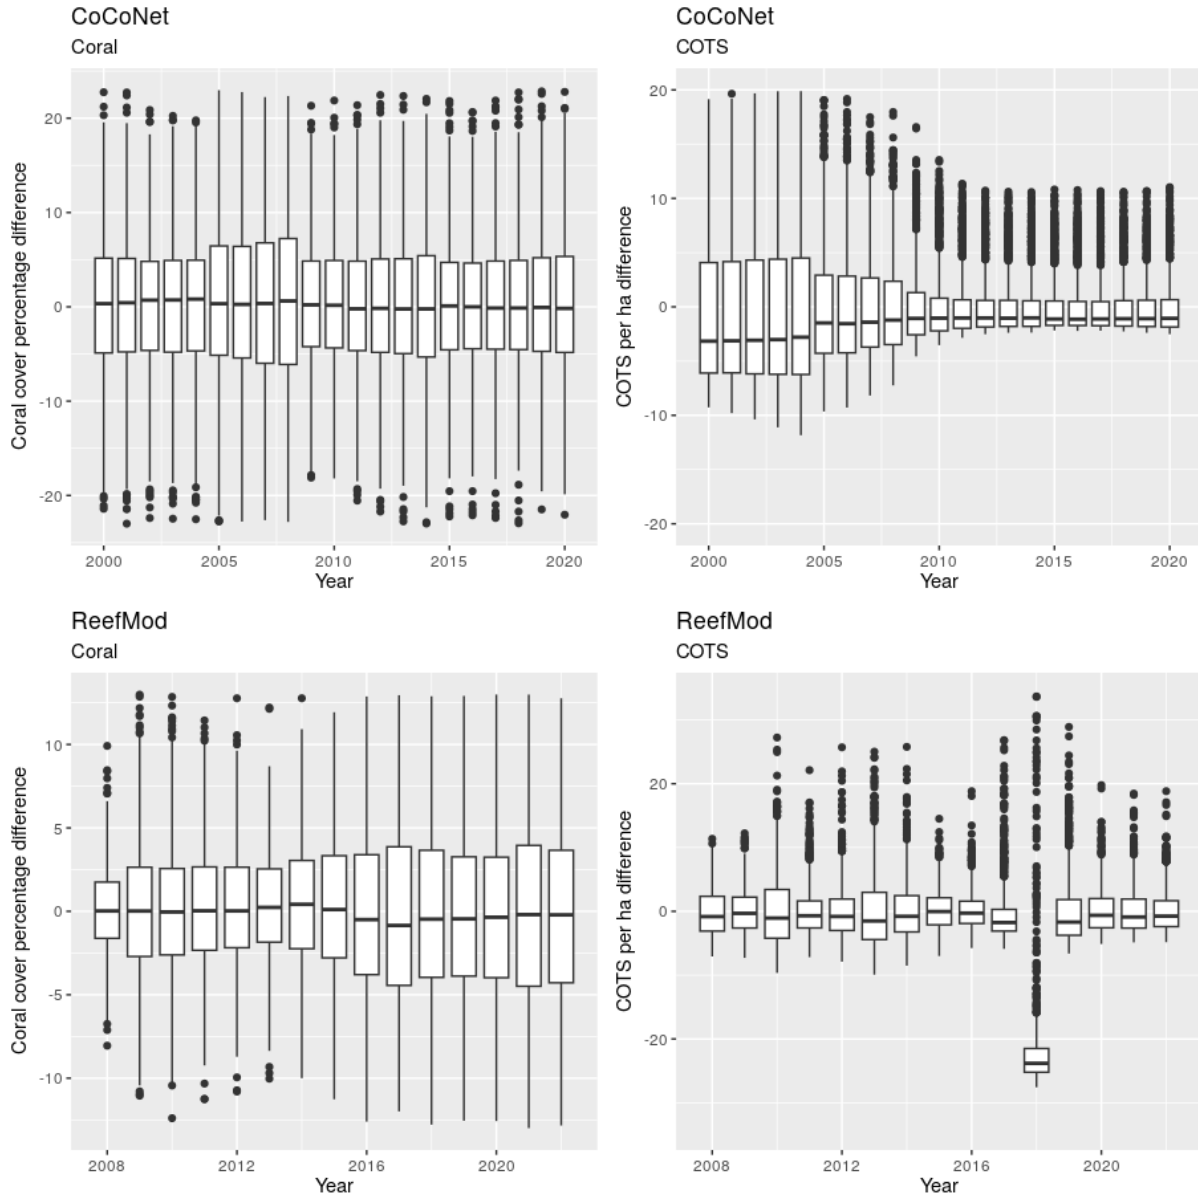 CoCoNet
Coral
Coral cover percentage difference
20
10
0
-10
-20
2000 2005 2010 2015 2020
Year
CoCoNet
COTS
COTS per ha difference
20
10
0
-10
-20
2000 2005 2010 2015 2020
Year
ReefMod
Coral
Coral cover percentage difference
10
5
0
-5
-10
2008 2012 2016 2020
Year
ReefMod
COTS
COTS per ha difference
20
0
-20
2008 2012 2016 2020
Year